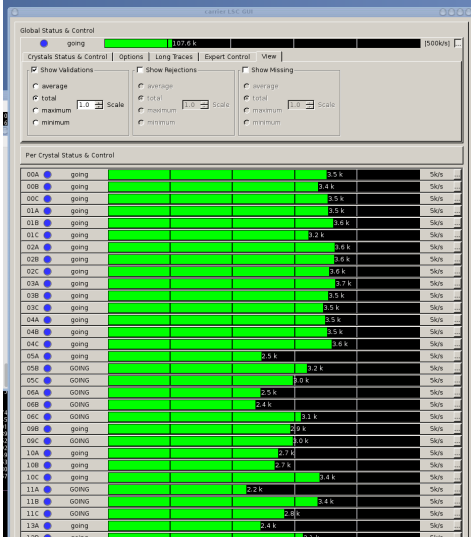 Lanlier LXC GUI
Global Status & Control
going 107.6 k [500k/s] ...
Crystals Status & Control Options Long Traces Expert Control View
Show Validations Show Rejections Show Missing
average average average
total total total
maximum 1.0 Scale maximum 1.0 Scale maximum 1.0 Scale
minimum minimum minimum
Per Crystal Status & Control
00A going 3.5 k 5k/s ...
00B going 3.4 k 5k/s ...
00C going 3.5 k 5k/s ...
01A going 3.5 k 5k/s ...
01B going 3.6 k 5k/s ...
01C going 3.2 k 5k/s ...
02A going 3.6 k 5k/s ...
02B going 3.6 k 5k/s ...
02C going 3.6 k 5k/s ...
03A going 3.7 k 5k/s ...
03B going 3.5 k 5k/s ...
03C going 3.5 k 5k/s ...
04A going 3.5 k 5k/s ...
04B going 3.5 k 5k/s ...
04C going 3.6 k 5k/s ...
05A going 2.5 k 5k/s ...
05B GOING 3.2 k 5k/s ...
05C GOING 3.0 k 5k/s ...
06A GOING 2.5 k 5k/s ...
06B GOING 2.4 k 5k/s ...
06C GOING 3.1 k 5k/s ...
09B going 2.9 k 5k/s ...
09C GOING 3.0 k 5k/s ...
10A going 2.7 k 5k/s ...
10B going 2.7 k 5k/s ...
10C going 3.4 k 5k/s ...
11A GOING 2.2 k 5k/s ...
11B GOING 3.4 k 5k/s ...
11C GOING 2.8 k 5k/s ...
13A going 2.4 k 5k/s ...